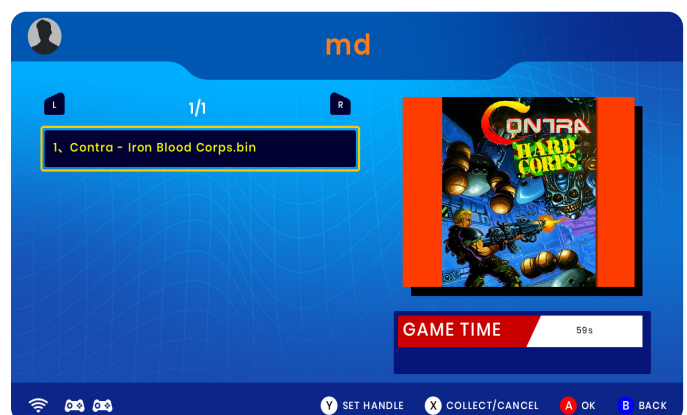 md
L
1/1
R
1、Contra - Iron Blood Corps.bin
CONTRA
HARD
CORPS
GAME TIME
59s
Y SET HANDLE
X COLLECT/CANCEL
A OK
B BACK